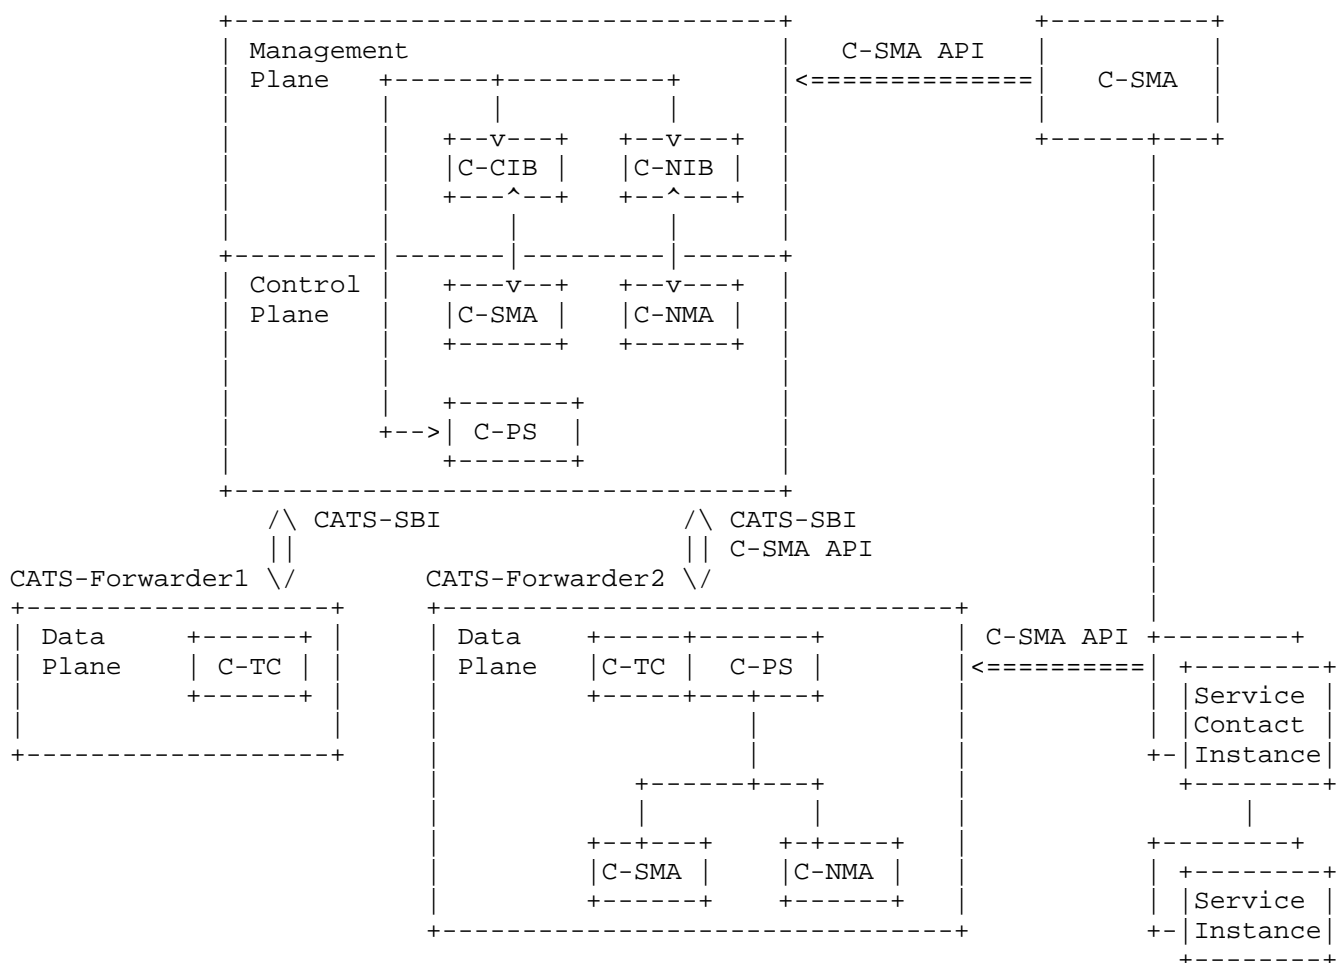 Management C-SMA API
Plane C-SMA
C-CIB C-NIB
Control
Plane C-SMA C-NMA
C-PS
CATS-SBI CATS-SBI
C-SMA API
CATS-Forwarder1 CATS-Forwarder2
Data Data C-SMA API
Plane C-TC Plane C-TC C-PS
Service
Contact
Instance
C-SMA C-NMA
Service
Instance